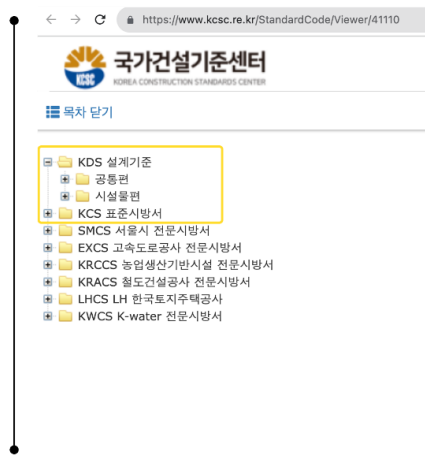 https://www.kcsc.re.kr/StandardCode/Viewer/41110
KCSC
국가건설기준센터
KOREA CONSTRUCTION STANDARDS CENTER
목차 닫기
KDS 설계기준
공통편
시설물편
KCS 표준시방서
SMCS 서울시 전문시방서
EXCS 고속도로공사 전문시방서
KRCCS 농업생산기반시설 전문시방서
KRACS 철도건설공사 전문시방서
LHCS LH 한국토지주택공사
KWCS K-water 전문시방서